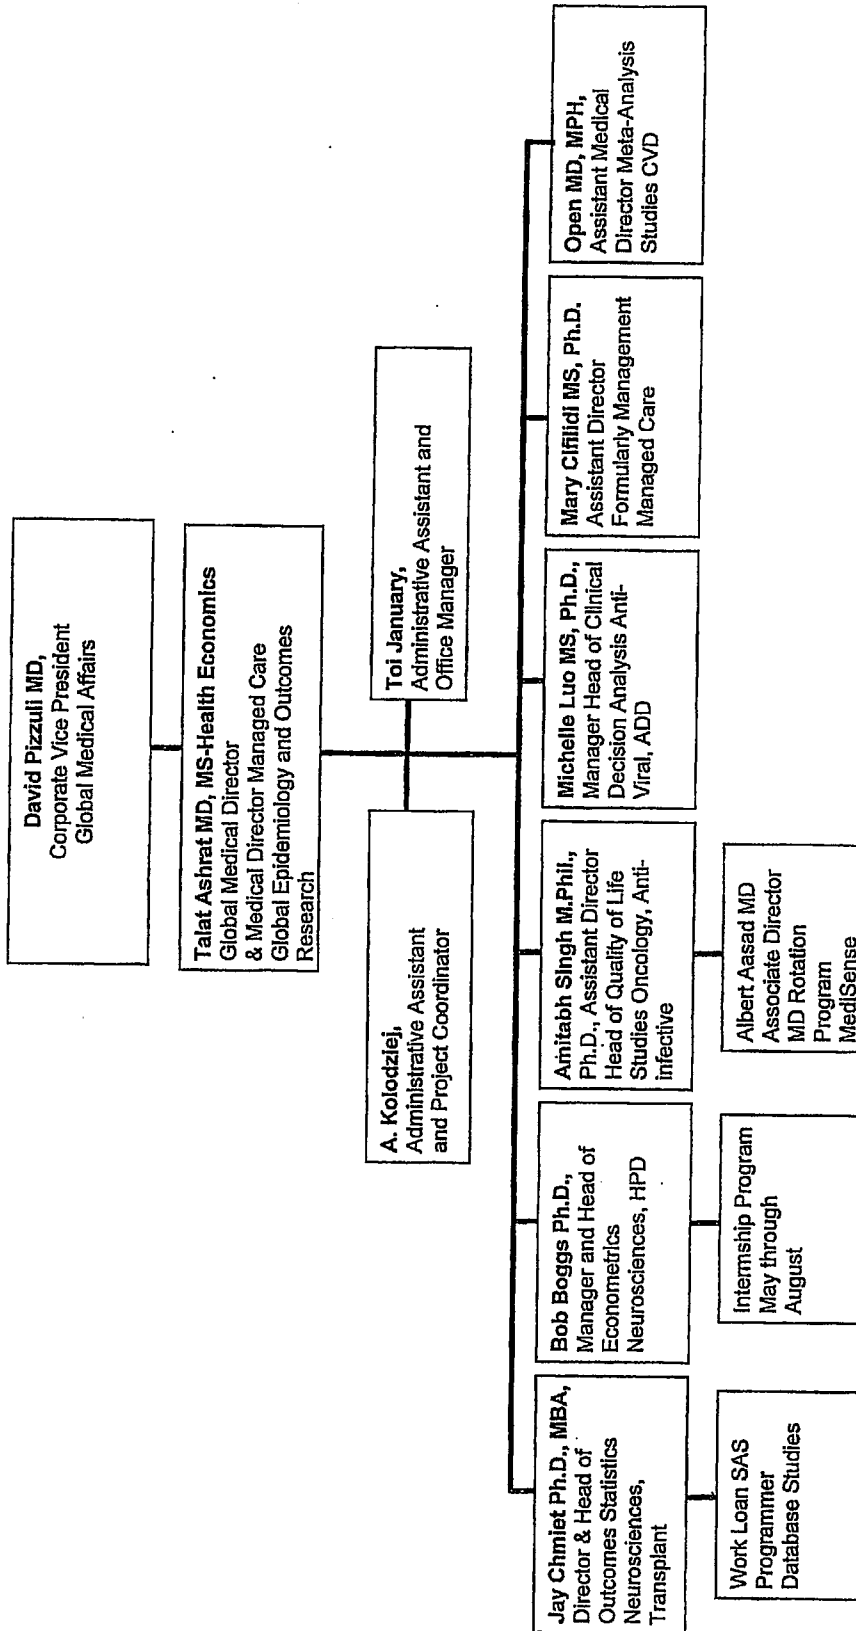 David Pizzuli MD,
Corporate Vice President
Global Medical Affairs
Talat Ashrat MD, MS-Health Economics
Global Medical Director
& Medical Director Managed Care
Global Epidemiology and Outcomes
Research
A. Kolodziej,
Administrative Assistant
and Project Coordinator
Toi January,
Administrative Assistant and
Office Manager
Jay Chmiet Ph.D., MBA,
Director & Head of
Outcomes Statistics
Neurosciences,
Transplant
Bob Boggs Ph.D.,
Manager and Head of
Econometrics
Neurosciences, HPD
Amitabh Singh M.Phil.,
Ph.D., Assistant Director
Head of Quality of Life
Studies Oncology, Anti-
infective
Michelle Luo MS, Ph.D.,
Manager Head of Clinical
Decision Analysis Anti-
Viral, ADD
Mary Cifilidi MS, Ph.D.
Assistant Director
Formularly Management
Managed Care
Open MD, MPH,
Assistant Medical
Director Meta-Analysis
Studies CVD
Work Loan SAS
Programmer
Database Studies
Internship Program
May through
August
Albert Aasad MD
Associate Director
MD Rotation
Program
MediSense